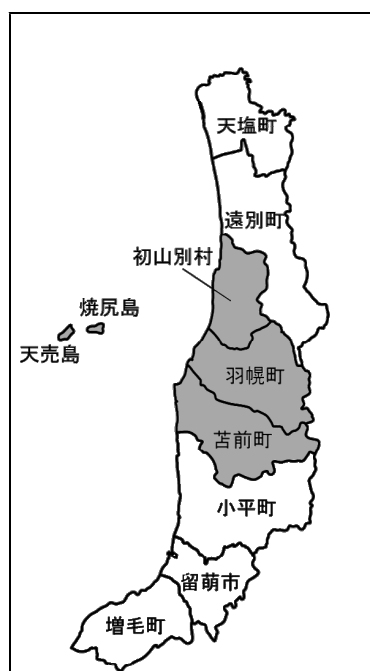 天塩町
遠別町
初山別村
焼尻島
天売島
羽幌町
苫前町
小平町
留萌市
増毛町